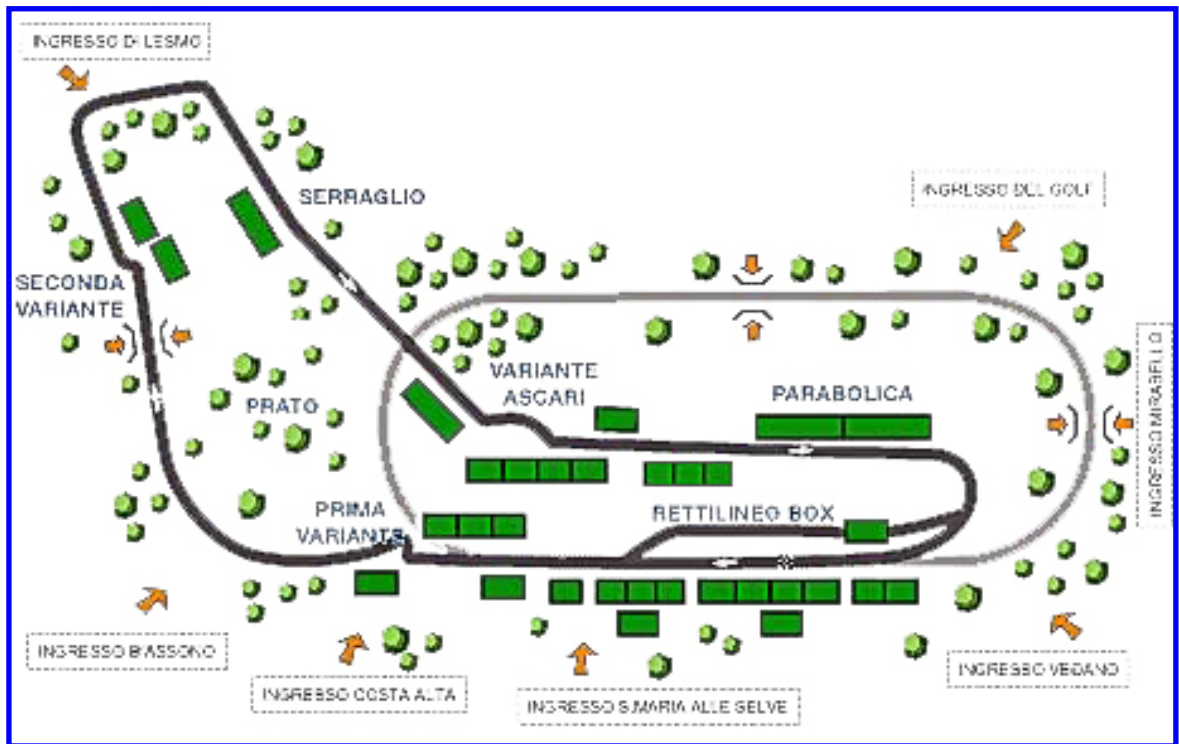 INGRESSO DI LESMO
SERRAGLIO
INGRESSO DEL GOLF
SECONDA
VARIANTE
VARIANTE
ASCARI
PARABOLICA
PRATO
INGRESSO MIRABELLO
PRIMA
VARIANTE
RETTILINEO BOX
INGRESSO BIASSONO
INGRESSO COSTA ALTA
INGRESSO S.MARIA ALLE SELVE
INGRESSO VEDANO